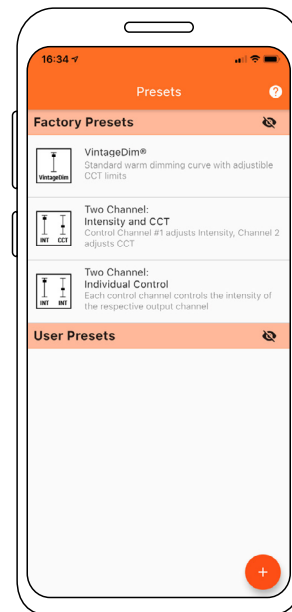 16:34
Presets
?
Factory Presets
VintageDim
VintageDim®
Standard warm dimming curve with adjustible
CCT limits
INT CCT
Two Channel:
Intensity and CCT
Control Channel #1 adjusts Intensity, Channel 2
adjusts CCT
INT INT
Two Channel:
Individual Control
Each control channel controls the intensity of
the respective output channel
User Presets
+